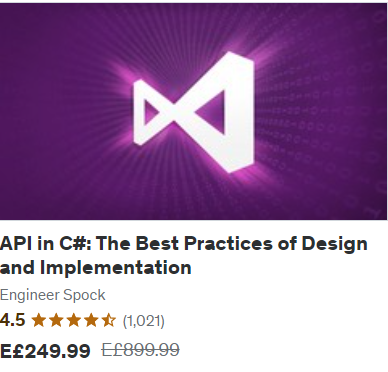 API in C#: The Best Practices of Design
and Implementation
Engineer Spock
4.5 (1,021)
E£249.99 E£899.99